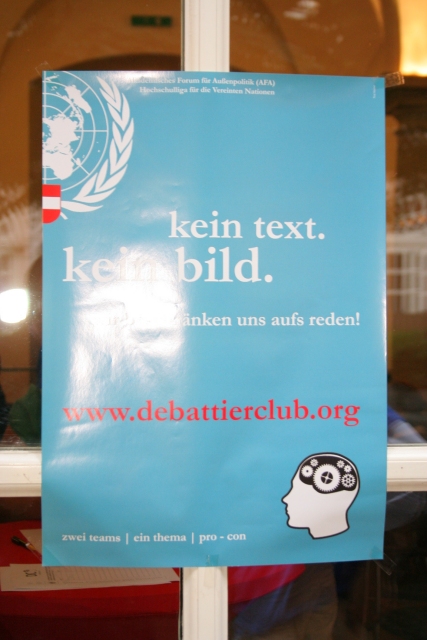 Forum für Außenpolitik (AFA)
Hochschulliga für die Vereinten Nationen
kein text.
kein bild.
uns aufs reden!
www.debattierclub.org
zwei teams | ein thema | pro - con